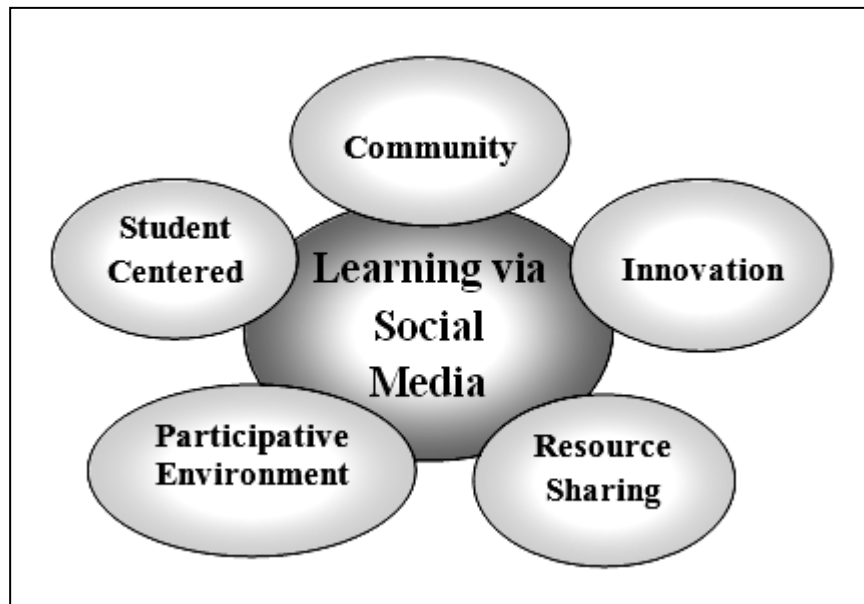 Community
Student
Centered
Learning via
Social
Media
Innovation
Participative
Environment
Resource
Sharing